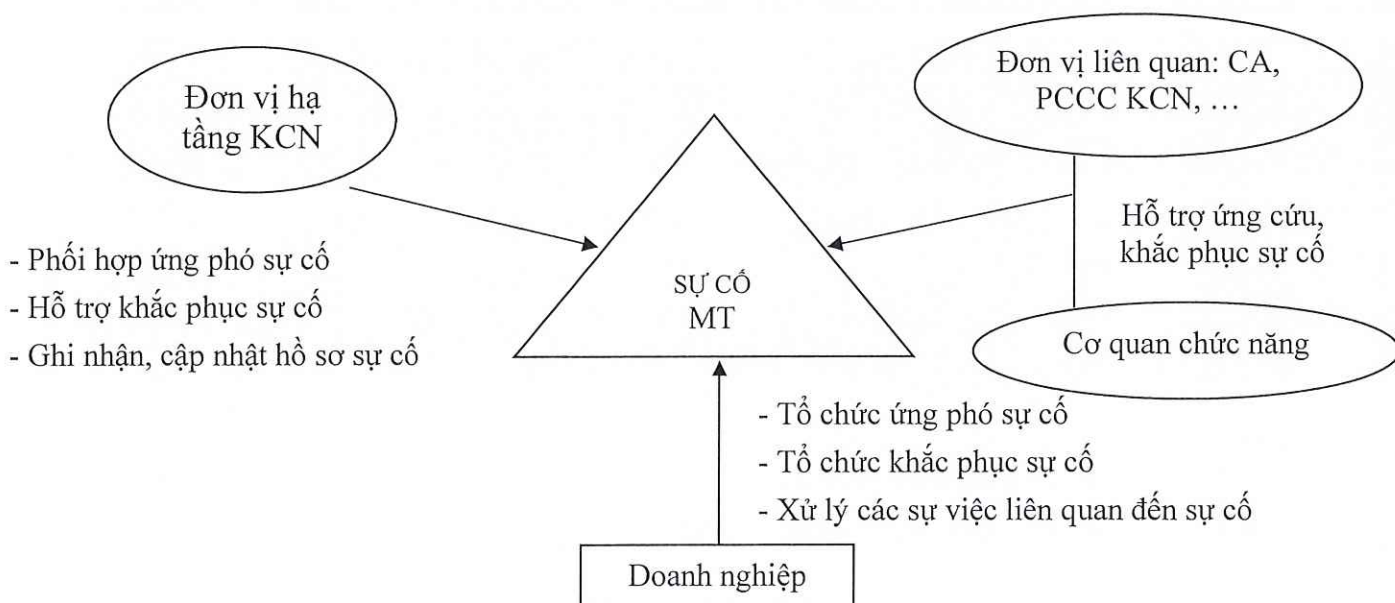 Đơn vị hạ
tầng KCN
Đơn vị liên quan: CA,
PCCC KCN, …
Hỗ trợ ứng cứu,
khắc phục sự cố
- Phối hợp ứng phó sự cố
- Hỗ trợ khắc phục sự cố
- Ghi nhận, cập nhật hồ sơ sự cố
SỰ CỐ
MT
Cơ quan chức năng
- Tổ chức ứng phó sự cố
- Tổ chức khắc phục sự cố
- Xử lý các sự việc liên quan đến sự cố
Doanh nghiệp